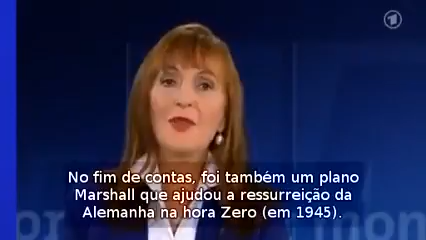 No fim de contas, foi também um plano
Marshall que ajudou a ressurreição da
Alemanha na hora Zero (em 1945).